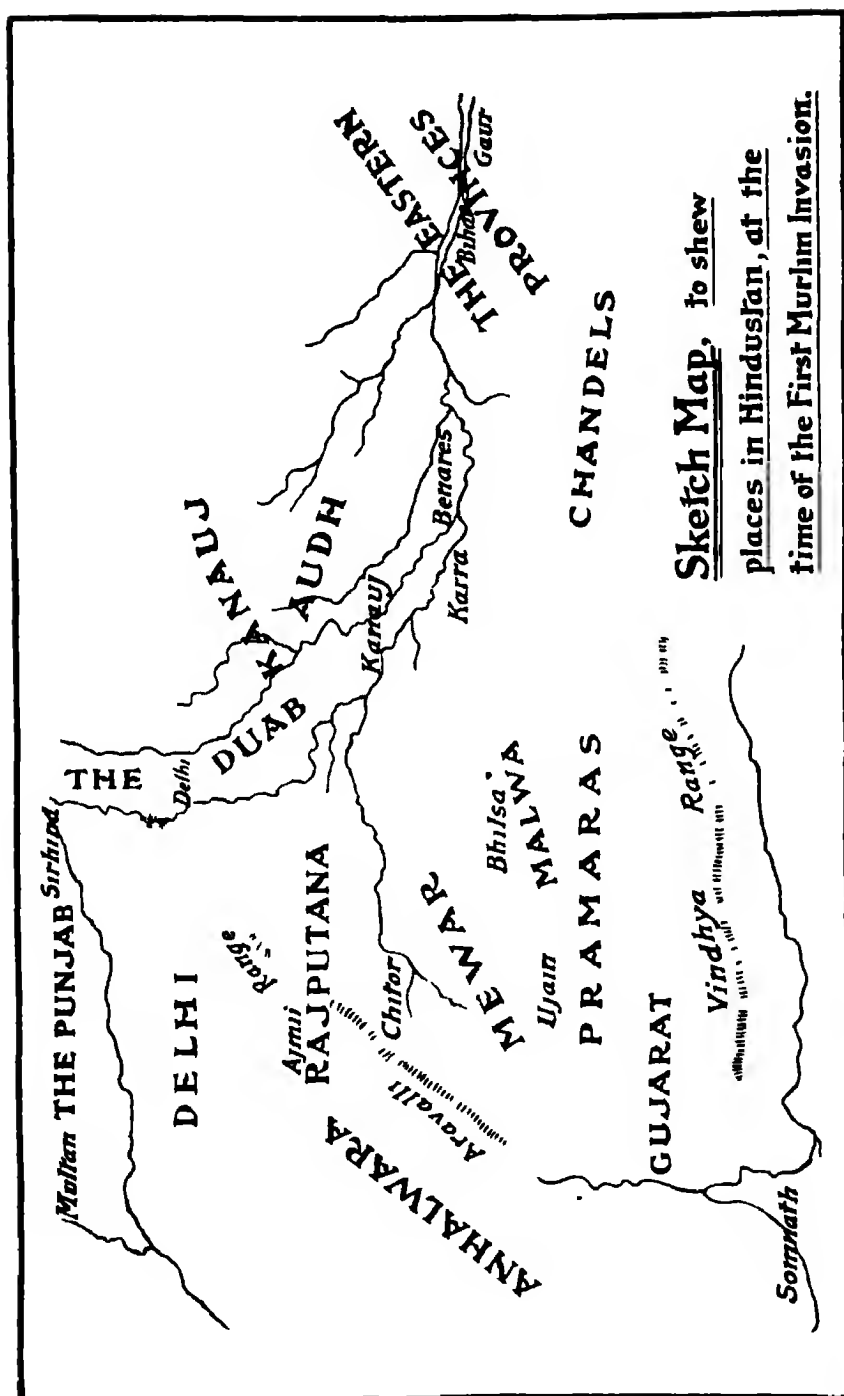 Multan
THE PUNJAB
Sirhind
THE
DUAB
Delhi
DELHI
KANAUJ
AUDH
THE EASTERN
PROVINCES
Range
Ajmir
RAJPUTANA
Kanauj
Benares
Bihar
Gaur
Karra
Chitor
Aravalli
ANHALWARA
MEWAR
Bhilsa
MALWA
Ujain
PRAMARAS
CHANDELS
GUJARAT
Vindhya Range
Somnath
Sketch Map, to shew
places in Hindustan, at the
time of the First Muslim Invasion.